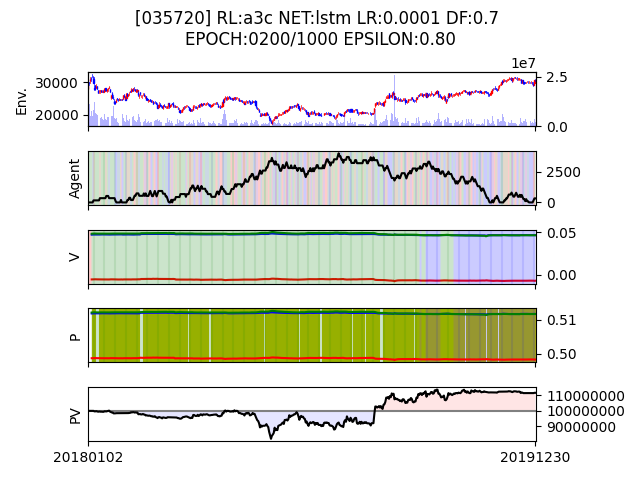 [035720] RL:a3c NET:lstm LR:0.0001 DF:0.7
EPOCH:0200/1000 EPSILON:0.80
1e7
Env.
30000
20000
2.5
0.0
Agent
2500
0
V
0.05
0.00
P
0.51
0.50
PV
110000000
100000000
90000000
20180102
20191230